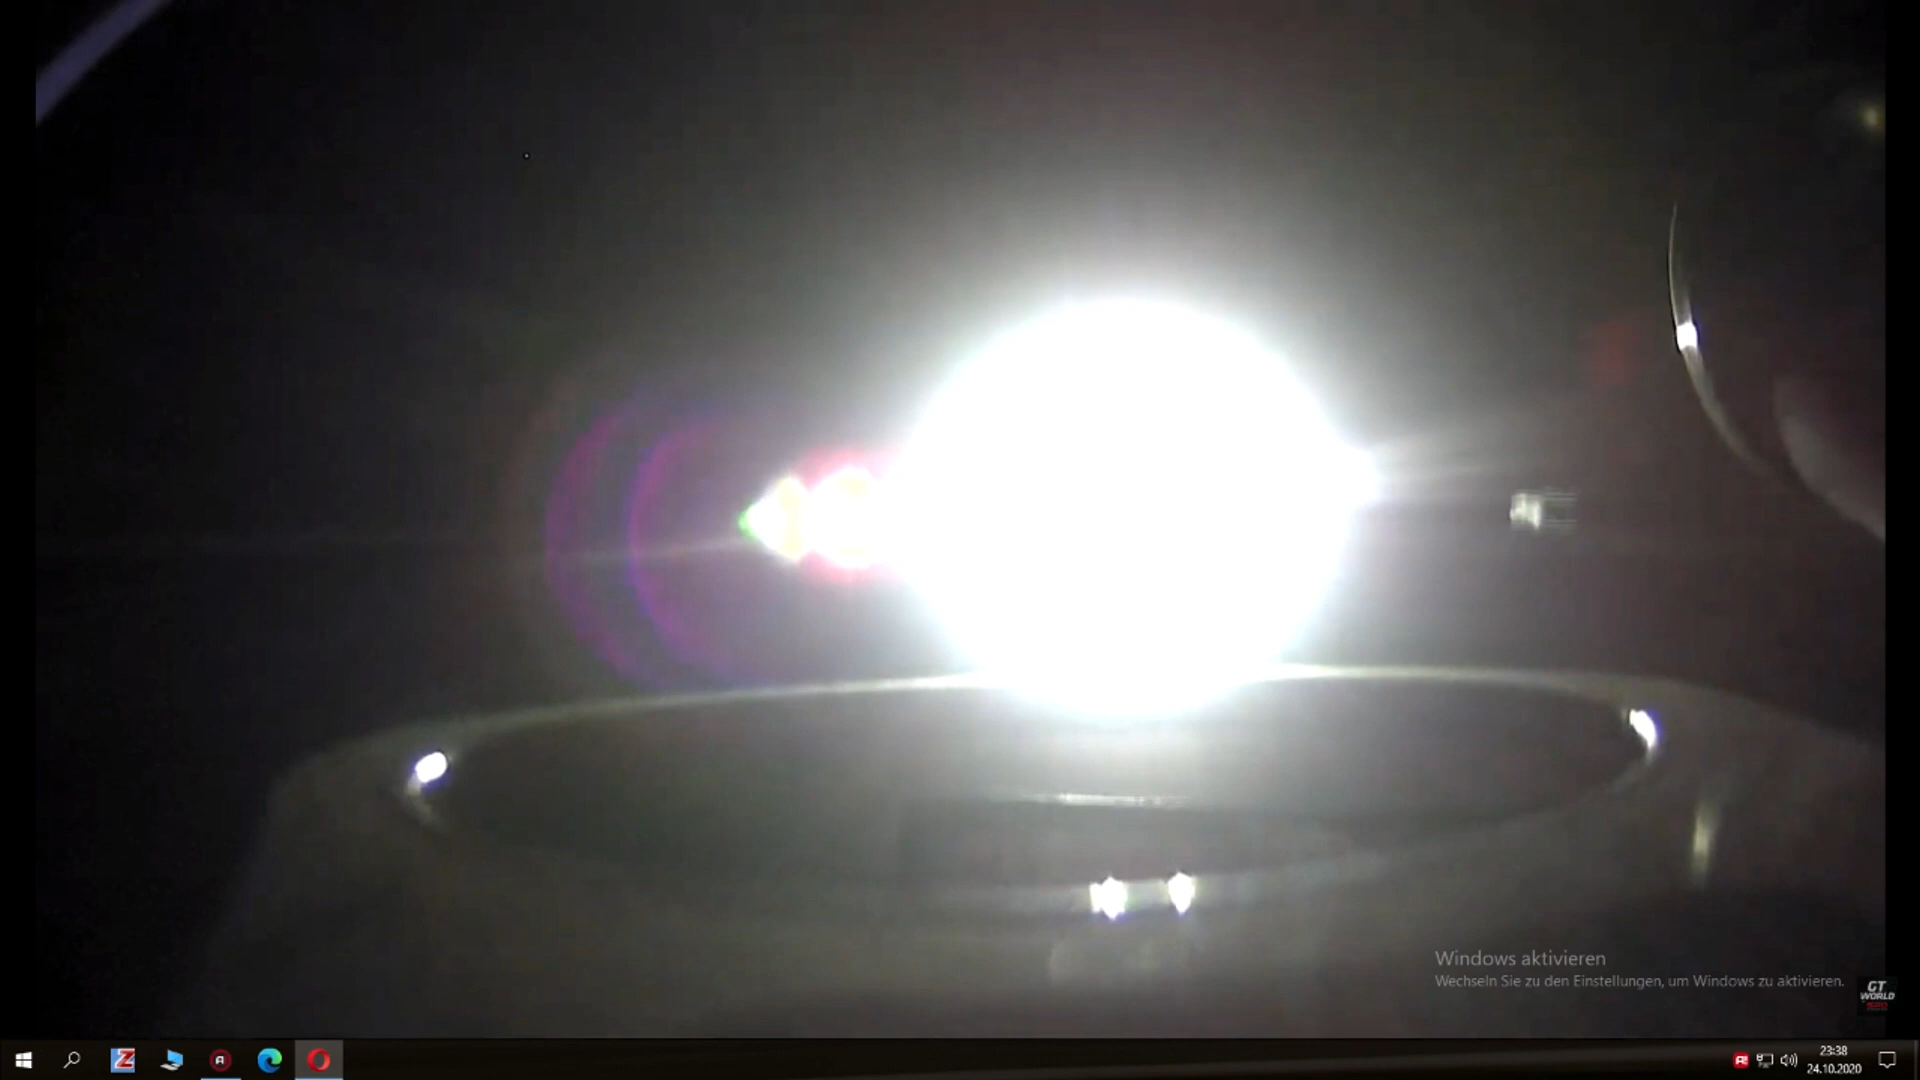 Windows aktivieren
Wechseln Sie zu den Einstellungen, um Windows zu aktivieren.
GT
WORLD
23:38
24.10.2020